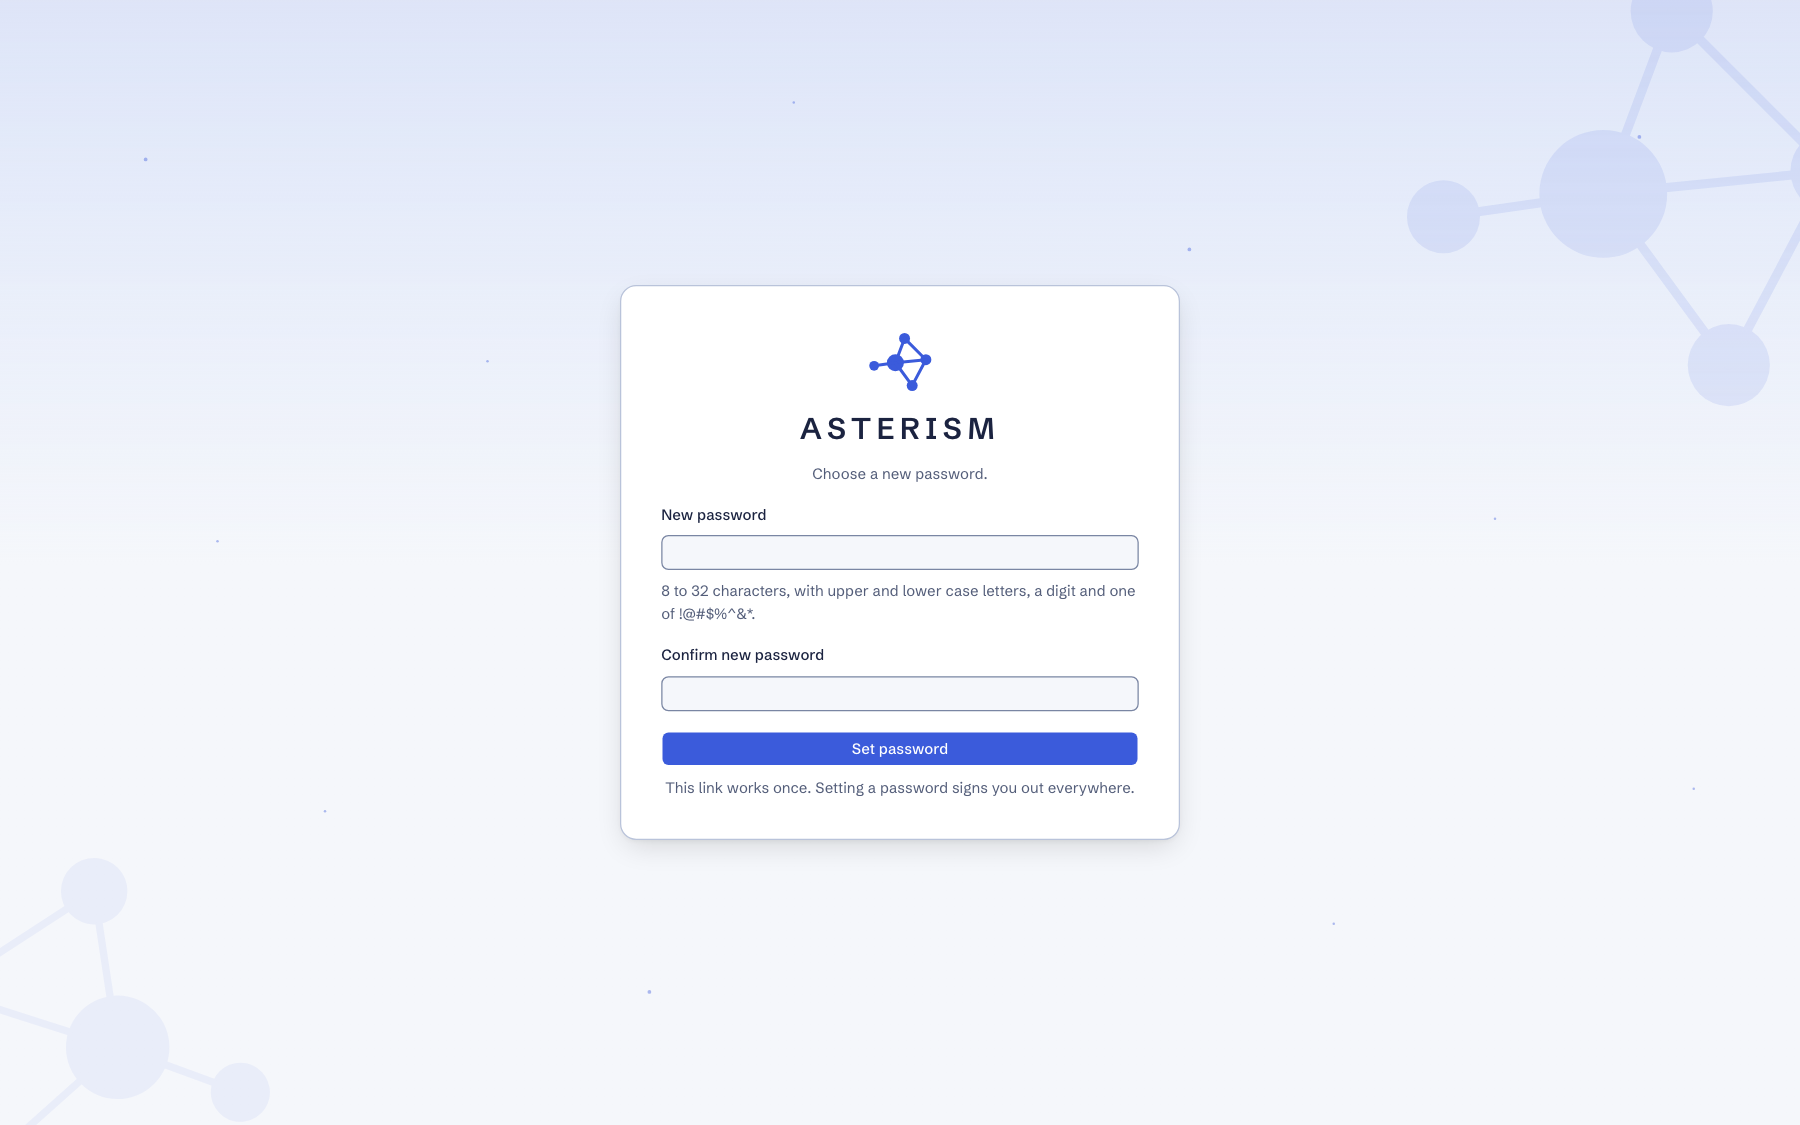 ASTERISM
Choose a new password.
New password
8 to 32 characters, with upper and lower case letters, a digit and one
of !@#$%^&*.
Confirm new password
Set password
This link works once. Setting a password signs you out everywhere.